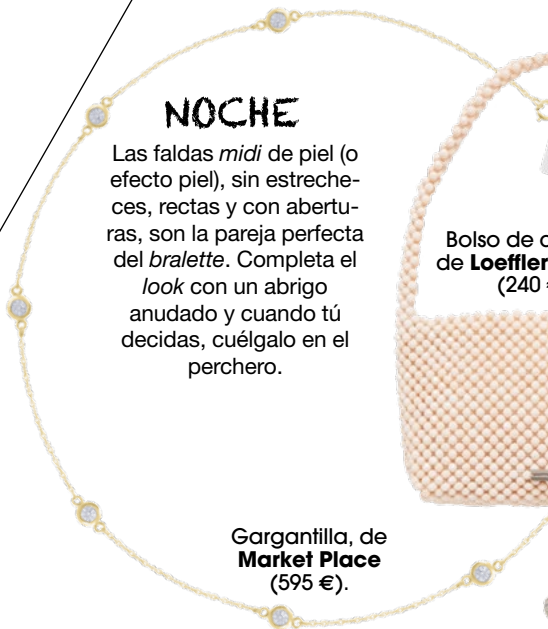 NOCHE
Las faldas midi de piel (o
efecto piel), sin estreche-
ces, rectas y con abertu-
ras, son la pareja perfecta
del bralette. Completa el
look con un abrigo
anudado y cuando tú
decidas, cuélgalo en el
perchero.
Bolso de
de Loeffler
(240
Gargantilla, de
Market Place
(595 €).